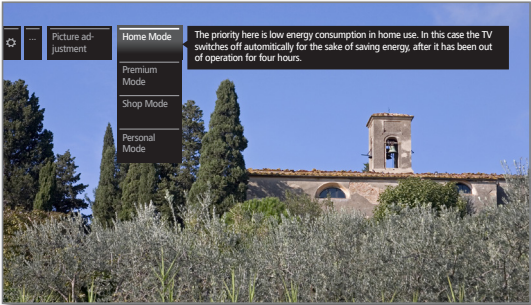 ...
Picture ad-
justment
Home Mode
The priority here is low energy consumption in home use. In this case the TV
switches off automitically for the sake of saving energy, after it has been out
of operation for four hours.
Premium
Mode
Shop Mode
Personal
Mode